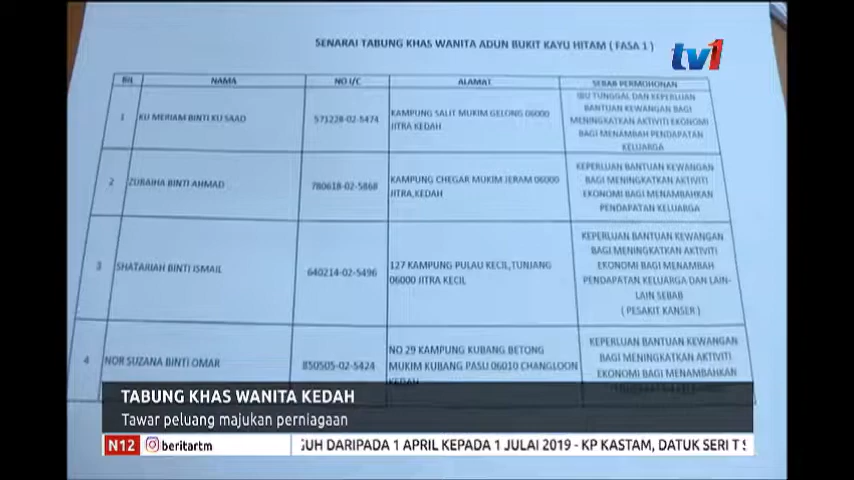 SENARAI TABUNG KHAS WANITA ADUN BUKIT KAYU HITAM ( FASA 1 )
tv1
BIL NAMA NO I/C ALAMAT SEBAB PERMOHONAN
1 KU MERIAM BINTI KU SAAD 571228-02-5474
KAMPUNG SALIT MUKIM GELONG 06000
JITRA KEDAH
IBU TUNGGAL DAN KEPERLUAN
BANTUAN KEWANGAN BAGI
MENINGKATKAN AKTIVITI EKONOMI
BAGI MENAMBAH PENDAPATAN
KELUARGA
2 ZURAIHA BINTI AHMAD 780618-02-5868
KAMPUNG CHEGAR MUKIM JERAM 06000
JITRA,KEDAH
KEPERLUAN BANTUAN KEWANGAN
BAGI MENINGKATKAN AKTIVITI
EKONOMI BAGI MENAMBAHKAN
PENDAPATAN KELUARGA
3 SHATARIAH BINTI ISMAIL 640214-02-5496
127 KAMPUNG PULAU KECIL,TUNJANG
06000 JITRA KECIL
KEPERLUAN BANTUAN KEWANGAN
BAGI MENINGKATKAN AKTIVITI
EKONOMI BAGI MENAMBAH
PENDAPATAN KELUARGA DAN LAIN-
LAIN SEBAB
( PESAKIT KANSER )
4 NOR SUZANA BINTI OMAR 850505-02-5424
NO 29 KAMPUNG KUBANG BETONG
MUKIM KUBANG PASU 06010 CHANGLOON
KEDAH
KEPERLUAN BANTUAN KEWANGAN
BAGI MENINGKATKAN AKTIVITI
EKONOMI BAGI MENAMBAHKAN
TABUNG KHAS WANITA KEDAH
Tawar peluang majukan perniagaan
N12 beritartm UH DARIPADA 1 APRIL KEPADA 1 JULAI 2019 - KP KASTAM, DATUK SERI T S